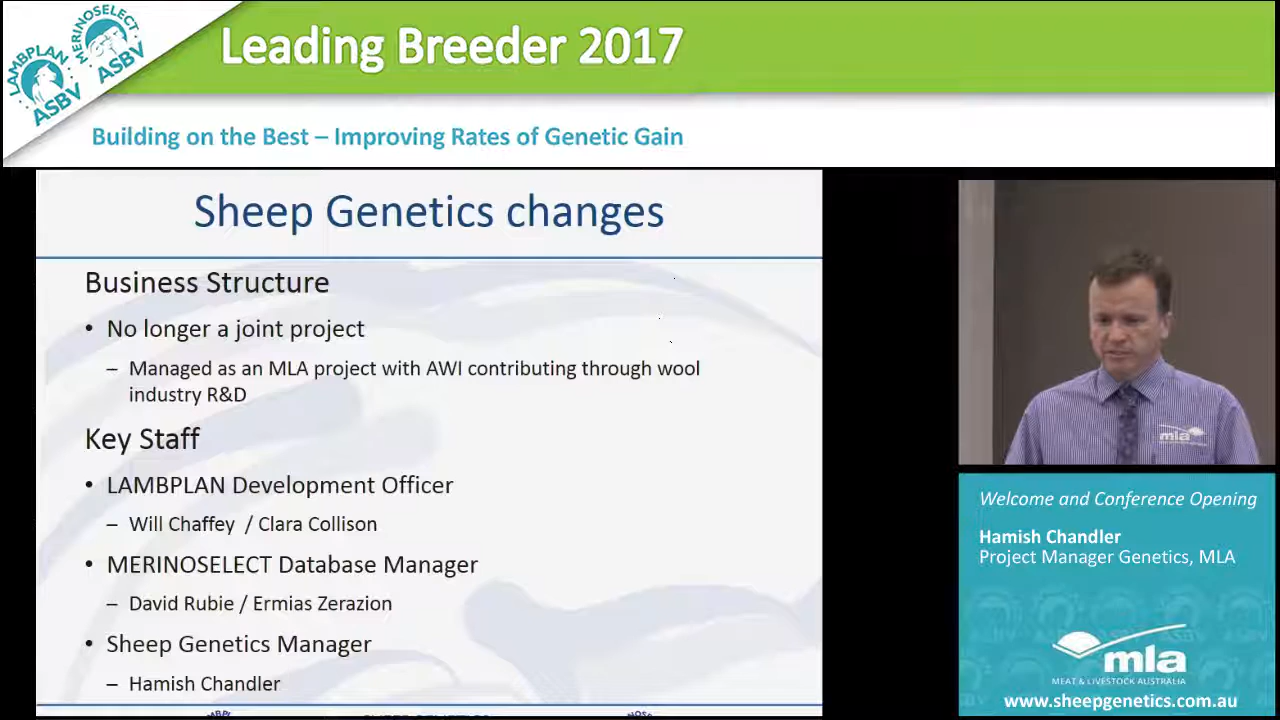 LAMBPLAN
ASBV
MERINOSELECT
ASBV
Leading Breeder 2017
Building on the Best – Improving Rates of Genetic Gain
Sheep Genetics changes
Business Structure
• No longer a joint project
– Managed as an MLA project with AWI contributing through wool
industry R&D
Key Staff
• LAMBPLAN Development Officer
– Will Chaffey / Clara Collison
• MERINOSELECT Database Manager
– David Rubie / Ermias Zerazion
• Sheep Genetics Manager
– Hamish Chandler
mla
Welcome and Conference Opening
Hamish Chandler
Project Manager Genetics, MLA
mla
MEAT & LIVESTOCK AUSTRALIA
www.sheepgenetics.com.au